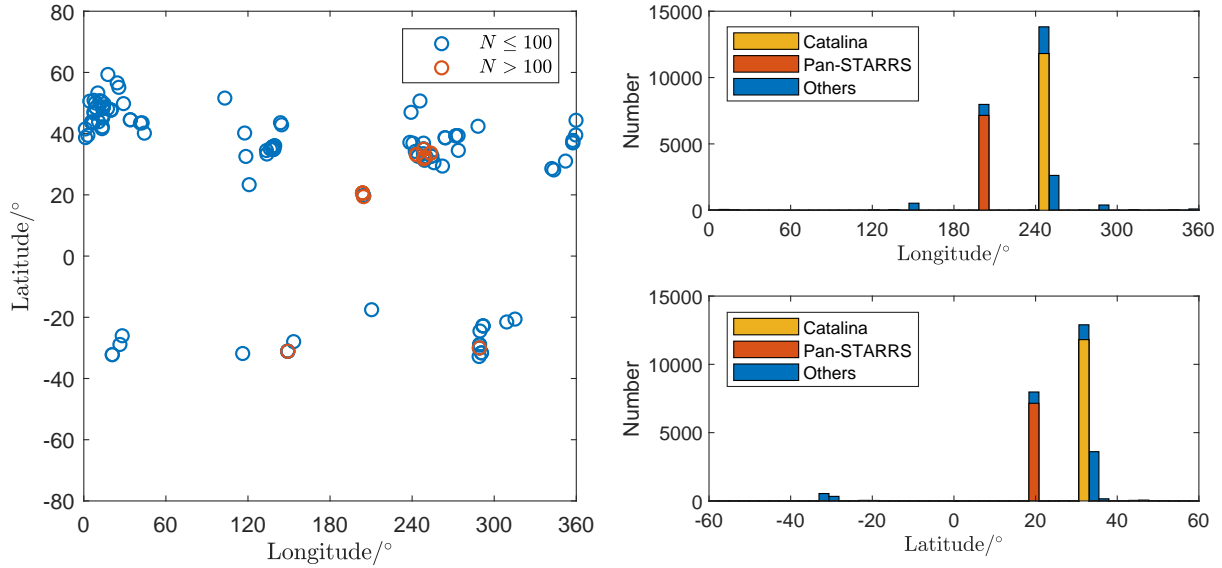 80
60
40
20
0
-20
-40
-60
-80
Latitude/°
0
60
120
180
240
300
360
Longitude/°
N ≤ 100
N > 100
15000
10000
5000
0
Number
Catalina
Pan-STARRS
Others
0
60
120
180
240
300
360
Longitude/°
15000
10000
5000
0
Number
Catalina
Pan-STARRS
Others
-60
-40
-20
0
20
40
60
Latitude/°